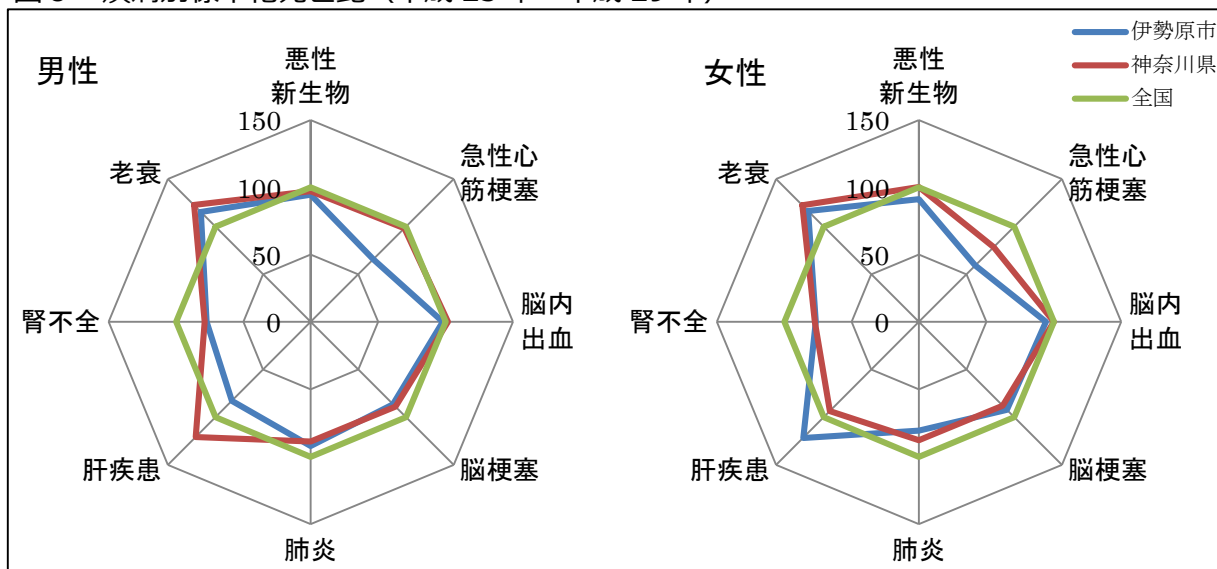 男性
悪性
新生物
急性心
筋梗塞
脳内
出血
脳梗塞
肺炎
肝疾患
腎不全
老衰
150
100
50
0
女性
悪性
新生物
急性心
筋梗塞
脳内
出血
脳梗塞
肺炎
肝疾患
腎不全
老衰
150
100
50
0
伊勢原市
神奈川県
全国